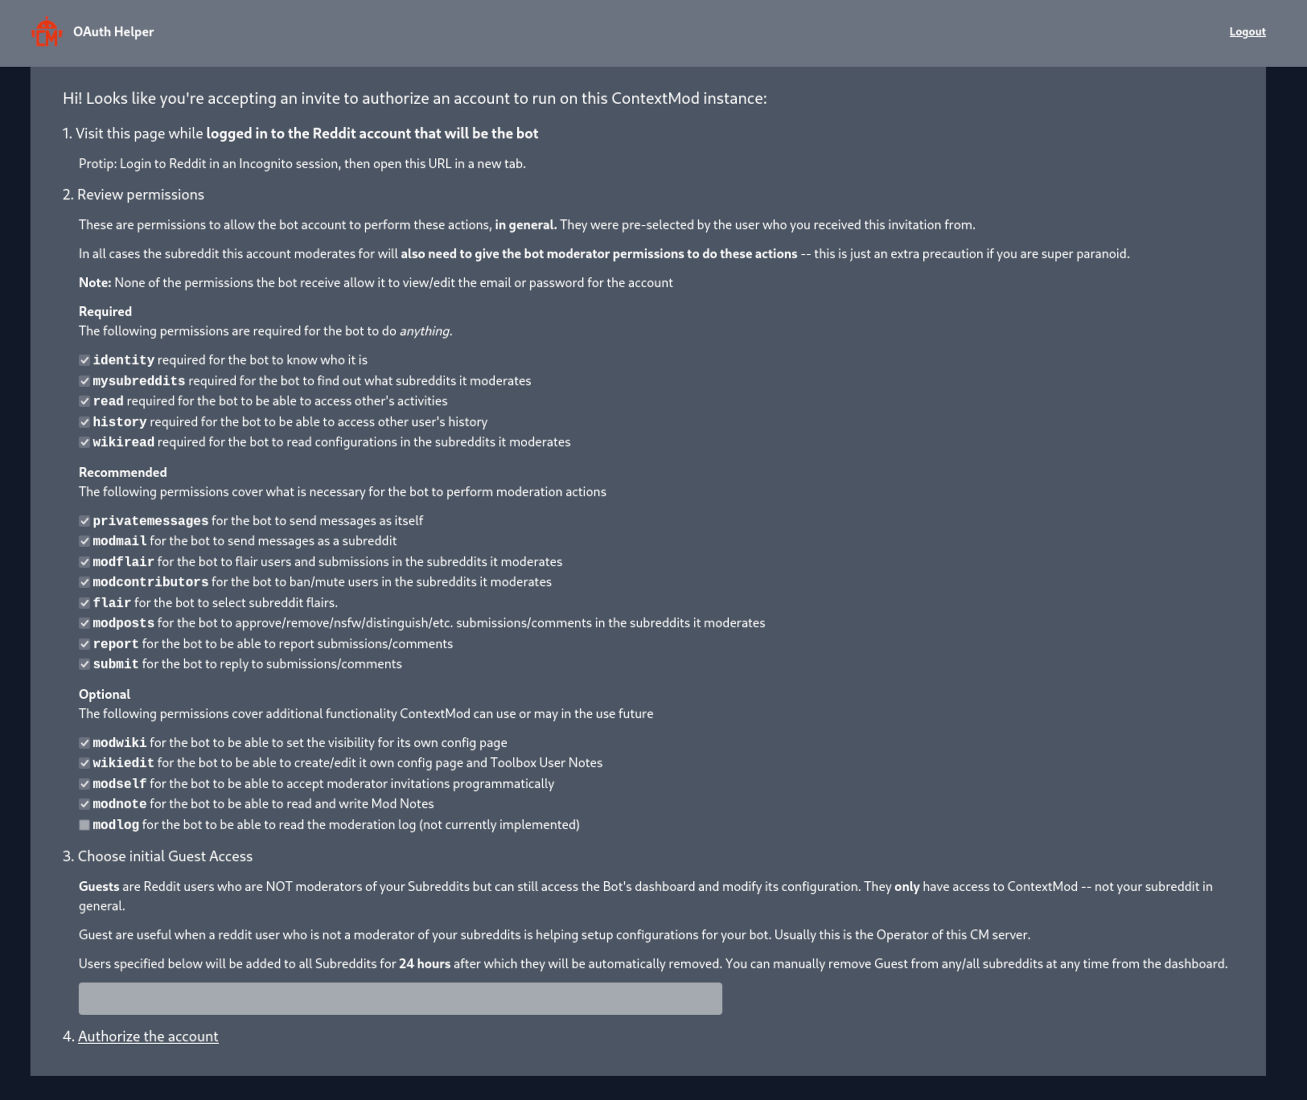 CM
OAuth Helper
Logout
Hi! Looks like you're accepting an invite to authorize an account to run on this ContextMod instance:
1. Visit this page while logged in to the Reddit account that will be the bot
Protip: Login to Reddit in an Incognito session, then open this URL in a new tab.
2. Review permissions
These are permissions to allow the bot account to perform these actions, in general. They were pre-selected by the user who you received this invitation from.
In all cases the subreddit this account moderates for will also need to give the bot moderator permissions to do these actions -- this is just an extra precaution if you are super paranoid.
Note: None of the permissions the bot receive allow it to view/edit the email or password for the account
Required
The following permissions are required for the bot to do anything.
identity required for the bot to know who it is
mysubreddits required for the bot to find out what subreddits it moderates
read required for the bot to be able to access other's activities
history required for the bot to be able to access other user's history
wikiread required for the bot to read configurations in the subreddits it moderates
Recommended
The following permissions cover what is necessary for the bot to perform moderation actions
privatemessages for the bot to send messages as itself
modmail for the bot to send messages as a subreddit
modflair for the bot to flair users and submissions in the subreddits it moderates
modcontributors for the bot to ban/mute users in the subreddits it moderates
flair for the bot to select subreddit flairs.
modposts for the bot to approve/remove/nsfw/distinguish/etc. submissions/comments in the subreddits it moderates
report for the bot to be able to report submissions/comments
submit for the bot to reply to submissions/comments
Optional
The following permissions cover additional functionality ContextMod can use or may in the use future
modwiki for the bot to be able to set the visibility for its own config page
wikiedit for the bot to be able to create/edit it own config page and Toolbox User Notes
modself for the bot to be able to accept moderator invitations programmatically
modnote for the bot to be able to read and write Mod Notes
modlog for the bot to be able to read the moderation log (not currently implemented)
3. Choose initial Guest Access
Guests are Reddit users who are NOT moderators of your Subreddits but can still access the Bot's dashboard and modify its configuration. They only have access to ContextMod -- not your subreddit in
general.
Guest are useful when a reddit user who is not a moderator of your subreddits is helping setup configurations for your bot. Usually this is the Operator of this CM server.
Users specified below will be added to all Subreddits for 24 hours after which they will be automatically removed. You can manually remove Guest from any/all subreddits at any time from the dashboard.
4. Authorize the account